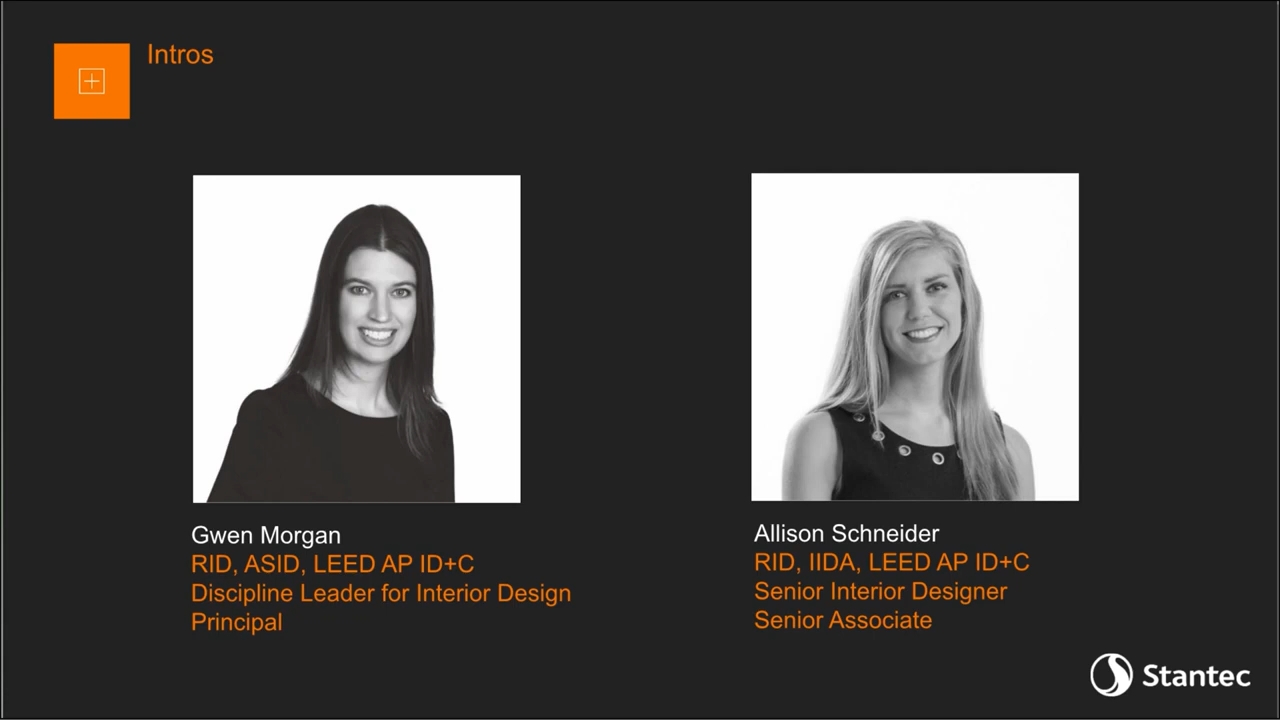 Intros
Gwen Morgan
RID, ASID, LEED AP ID+C
Discipline Leader for Interior Design
Principal
Allison Schneider
RID, IIDA, LEED AP ID+C
Senior Interior Designer
Senior Associate
Stantec